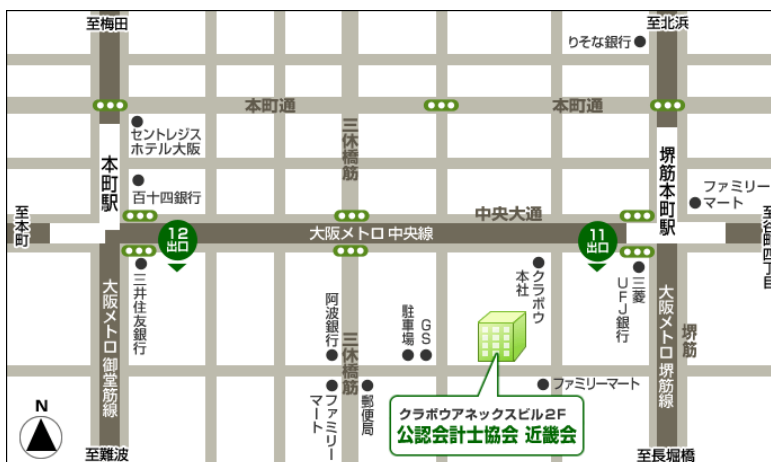 至梅田
至北浜
りそな銀行
本町通
本町通
セントレジス
ホテル大阪
三休橋筋
本町駅
堺筋本町駅
百十四銀行
ファミリー
マート
至本町
中央大通
至谷町四丁目
12
出口
大阪メトロ 中央線
11
出口
三井住友銀行
クラボウ
本社
三菱
UFJ銀行
大阪メトロ 御堂筋線
阿波銀行
駐車場
GS
大阪メトロ 堺筋線
堺筋
三休橋筋
ファミリー
マート
郵便局
ファミリーマート
クラボウアネックスビル2F
公認会計士協会 近畿会
N
至難波
至長堀橋